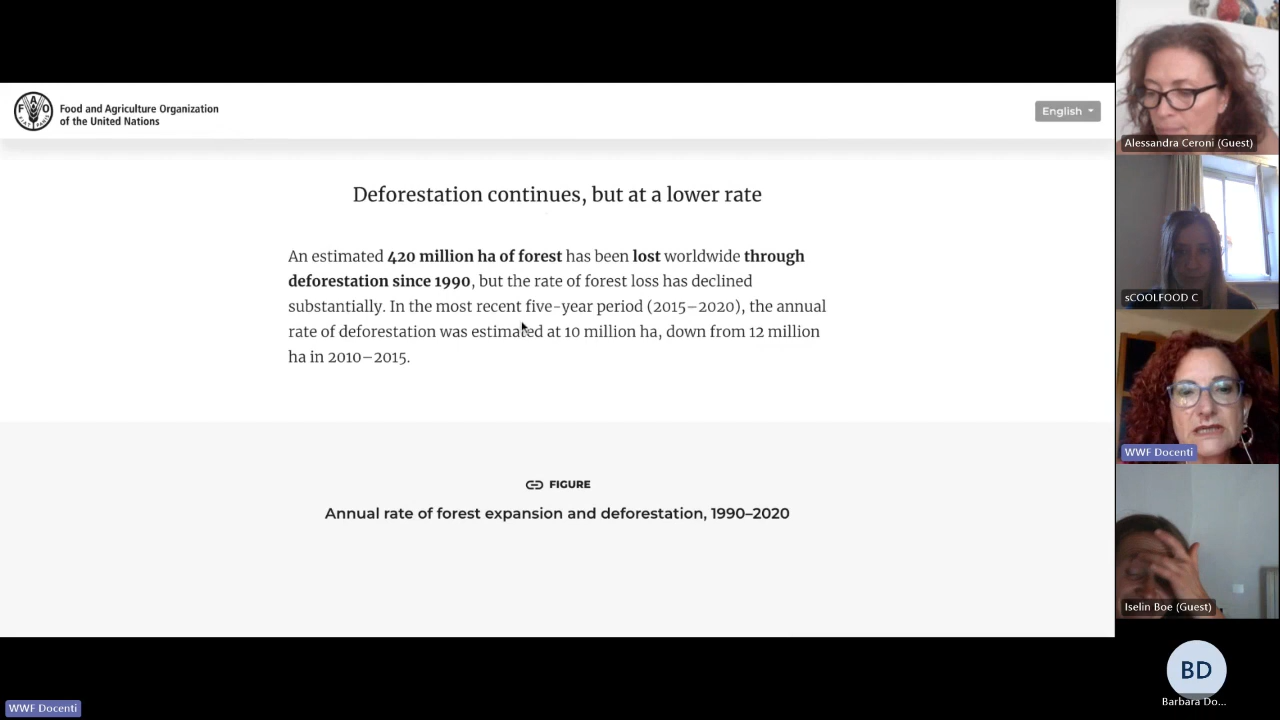 Food and Agriculture Organization
of the United Nations
English
Deforestation continues, but at a lower rate
An estimated 420 million ha of forest has been lost worldwide through
deforestation since 1990, but the rate of forest loss has declined
substantially. In the most recent five-year period (2015–2020), the annual
rate of deforestation was estimated at 10 million ha, down from 12 million
ha in 2010–2015.
FIGURE
Annual rate of forest expansion and deforestation, 1990–2020
Alessandra Ceroni (Guest)
sCOOLFOOD C
WWF Docenti
Iselin Boe (Guest)
BD
Barbara Do...
WWF Docenti